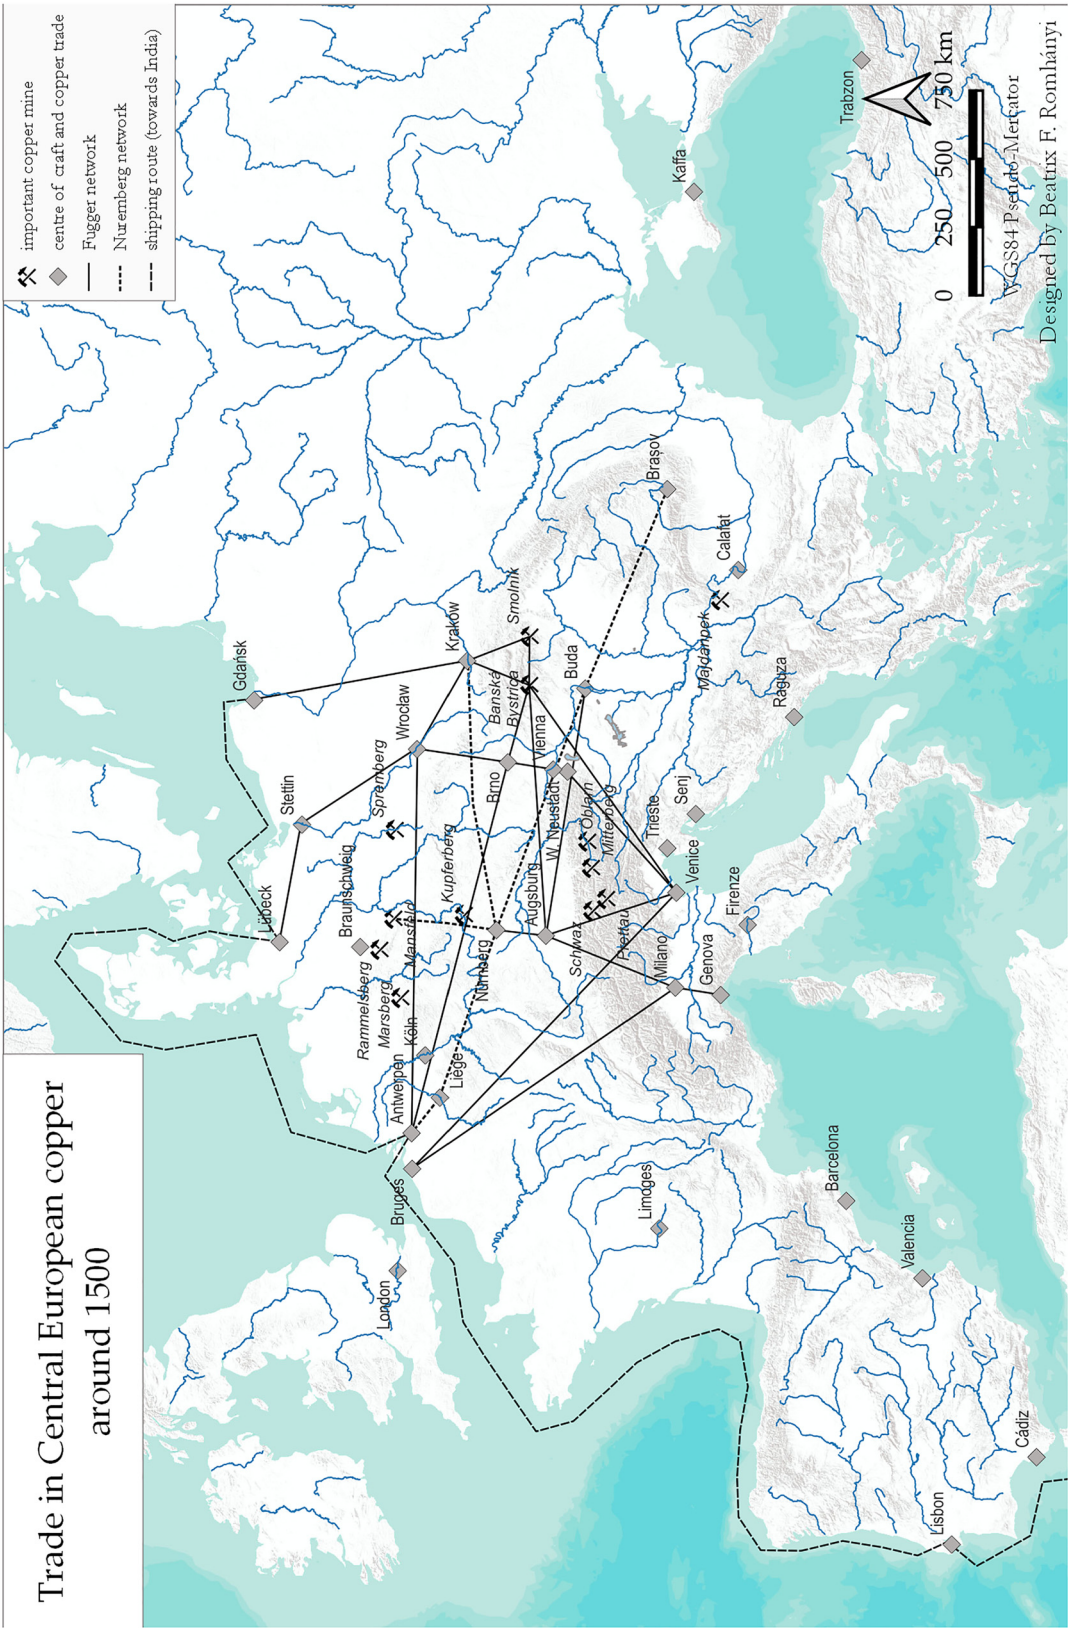 Trade in Central European copper
around 1500
important copper mine
centre of craft and copper trade
Fugger network
Nuremberg network
shipping route (towards India)
Gdańsk
Stettin
Lübeck
Braunschweig
Spremberg
Wrocław
Kraków
Smolnik
Banská
Bystrica
Rammelsberg
Marsberg
Mansfeld
Kupferberg
Köln
Antwerpen
Liège
Bruges
London
Nürnberg
Brno
Vienna
Buda
W. Neustadt
Augsburg
Oblarn
Mitterberg
Schwaz
Prettau
Brașov
Calafat
Majdanpek
Kaffa
Trabzon
Trieste
Senj
Venice
Raguza
Milano
Genova
Firenze
Limoges
Barcelona
Valencia
Lisbon
Cádiz
0 250 500 750 km
WGS84 Pseudo-Mercator
Designed by Beatrix F. Romhányi